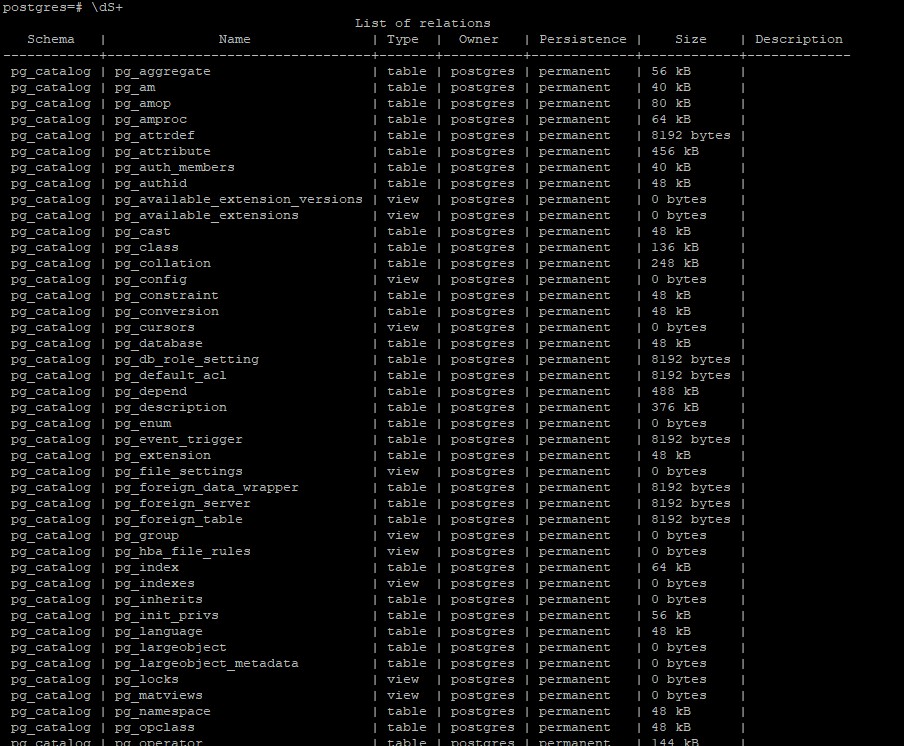 postgres=# \dS+
                                            List of relations
   Schema   |              Name               | Type  |  Owner   | Persistence |    Size    | Description
------------+---------------------------------+-------+----------+-------------+------------+-------------
 pg_catalog | pg_aggregate                    | table | postgres | permanent   | 56 kB      |
 pg_catalog | pg_am                           | table | postgres | permanent   | 40 kB      |
 pg_catalog | pg_amop                         | table | postgres | permanent   | 80 kB      |
 pg_catalog | pg_amproc                       | table | postgres | permanent   | 64 kB      |
 pg_catalog | pg_attrdef                      | table | postgres | permanent   | 8192 bytes |
 pg_catalog | pg_attribute                    | table | postgres | permanent   | 456 kB     |
 pg_catalog | pg_auth_members                 | table | postgres | permanent   | 40 kB      |
 pg_catalog | pg_authid                       | table | postgres | permanent   | 48 kB      |
 pg_catalog | pg_available_extension_versions | view  | postgres | permanent   | 0 bytes    |
 pg_catalog | pg_available_extensions         | view  | postgres | permanent   | 0 bytes    |
 pg_catalog | pg_cast                         | table | postgres | permanent   | 48 kB      |
 pg_catalog | pg_class                        | table | postgres | permanent   | 136 kB     |
 pg_catalog | pg_collation                    | table | postgres | permanent   | 248 kB     |
 pg_catalog | pg_config                       | view  | postgres | permanent   | 0 bytes    |
 pg_catalog | pg_constraint                   | table | postgres | permanent   | 48 kB      |
 pg_catalog | pg_conversion                   | table | postgres | permanent   | 48 kB      |
 pg_catalog | pg_cursors                      | view  | postgres | permanent   | 0 bytes    |
 pg_catalog | pg_database                     | table | postgres | permanent   | 48 kB      |
 pg_catalog | pg_db_role_setting              | table | postgres | permanent   | 8192 bytes |
 pg_catalog | pg_default_acl                  | table | postgres | permanent   | 8192 bytes |
 pg_catalog | pg_depend                       | table | postgres | permanent   | 488 kB     |
 pg_catalog | pg_description                  | table | postgres | permanent   | 376 kB     |
 pg_catalog | pg_enum                         | table | postgres | permanent   | 0 bytes    |
 pg_catalog | pg_event_trigger                | table | postgres | permanent   | 8192 bytes |
 pg_catalog | pg_extension                    | table | postgres | permanent   | 48 kB      |
 pg_catalog | pg_file_settings                | view  | postgres | permanent   | 0 bytes    |
 pg_catalog | pg_foreign_data_wrapper         | table | postgres | permanent   | 8192 bytes |
 pg_catalog | pg_foreign_server               | table | postgres | permanent   | 8192 bytes |
 pg_catalog | pg_foreign_table                | table | postgres | permanent   | 8192 bytes |
 pg_catalog | pg_group                        | view  | postgres | permanent   | 0 bytes    |
 pg_catalog | pg_hba_file_rules               | view  | postgres | permanent   | 0 bytes    |
 pg_catalog | pg_index                        | table | postgres | permanent   | 64 kB      |
 pg_catalog | pg_indexes                      | view  | postgres | permanent   | 0 bytes    |
 pg_catalog | pg_inherits                     | table | postgres | permanent   | 0 bytes    |
 pg_catalog | pg_init_privs                   | table | postgres | permanent   | 56 kB      |
 pg_catalog | pg_language                     | table | postgres | permanent   | 48 kB      |
 pg_catalog | pg_largeobject                  | table | postgres | permanent   | 0 bytes    |
 pg_catalog | pg_largeobject_metadata         | table | postgres | permanent   | 0 bytes    |
 pg_catalog | pg_locks                        | view  | postgres | permanent   | 0 bytes    |
 pg_catalog | pg_matviews                     | view  | postgres | permanent   | 0 bytes    |
 pg_catalog | pg_namespace                    | table | postgres | permanent   | 48 kB      |
 pg_catalog | pg_opclass                      | table | postgres | permanent   | 48 kB      |
 pg_catalog | pg_operator                     | table | postgres | permanent   | 144 kB     |